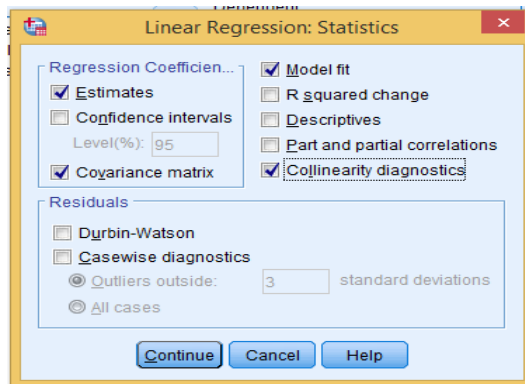 Dependent
Linear Regression: Statistics
Regression Coefficien...
Estimates
Confidence intervals
Level(%): 95
Covariance matrix
Model fit
R squared change
Descriptives
Part and partial correlations
Collinearity diagnostics
Residuals
Durbin-Watson
Casewise diagnostics
Outliers outside: 3 standard deviations
All cases
Continue Cancel Help